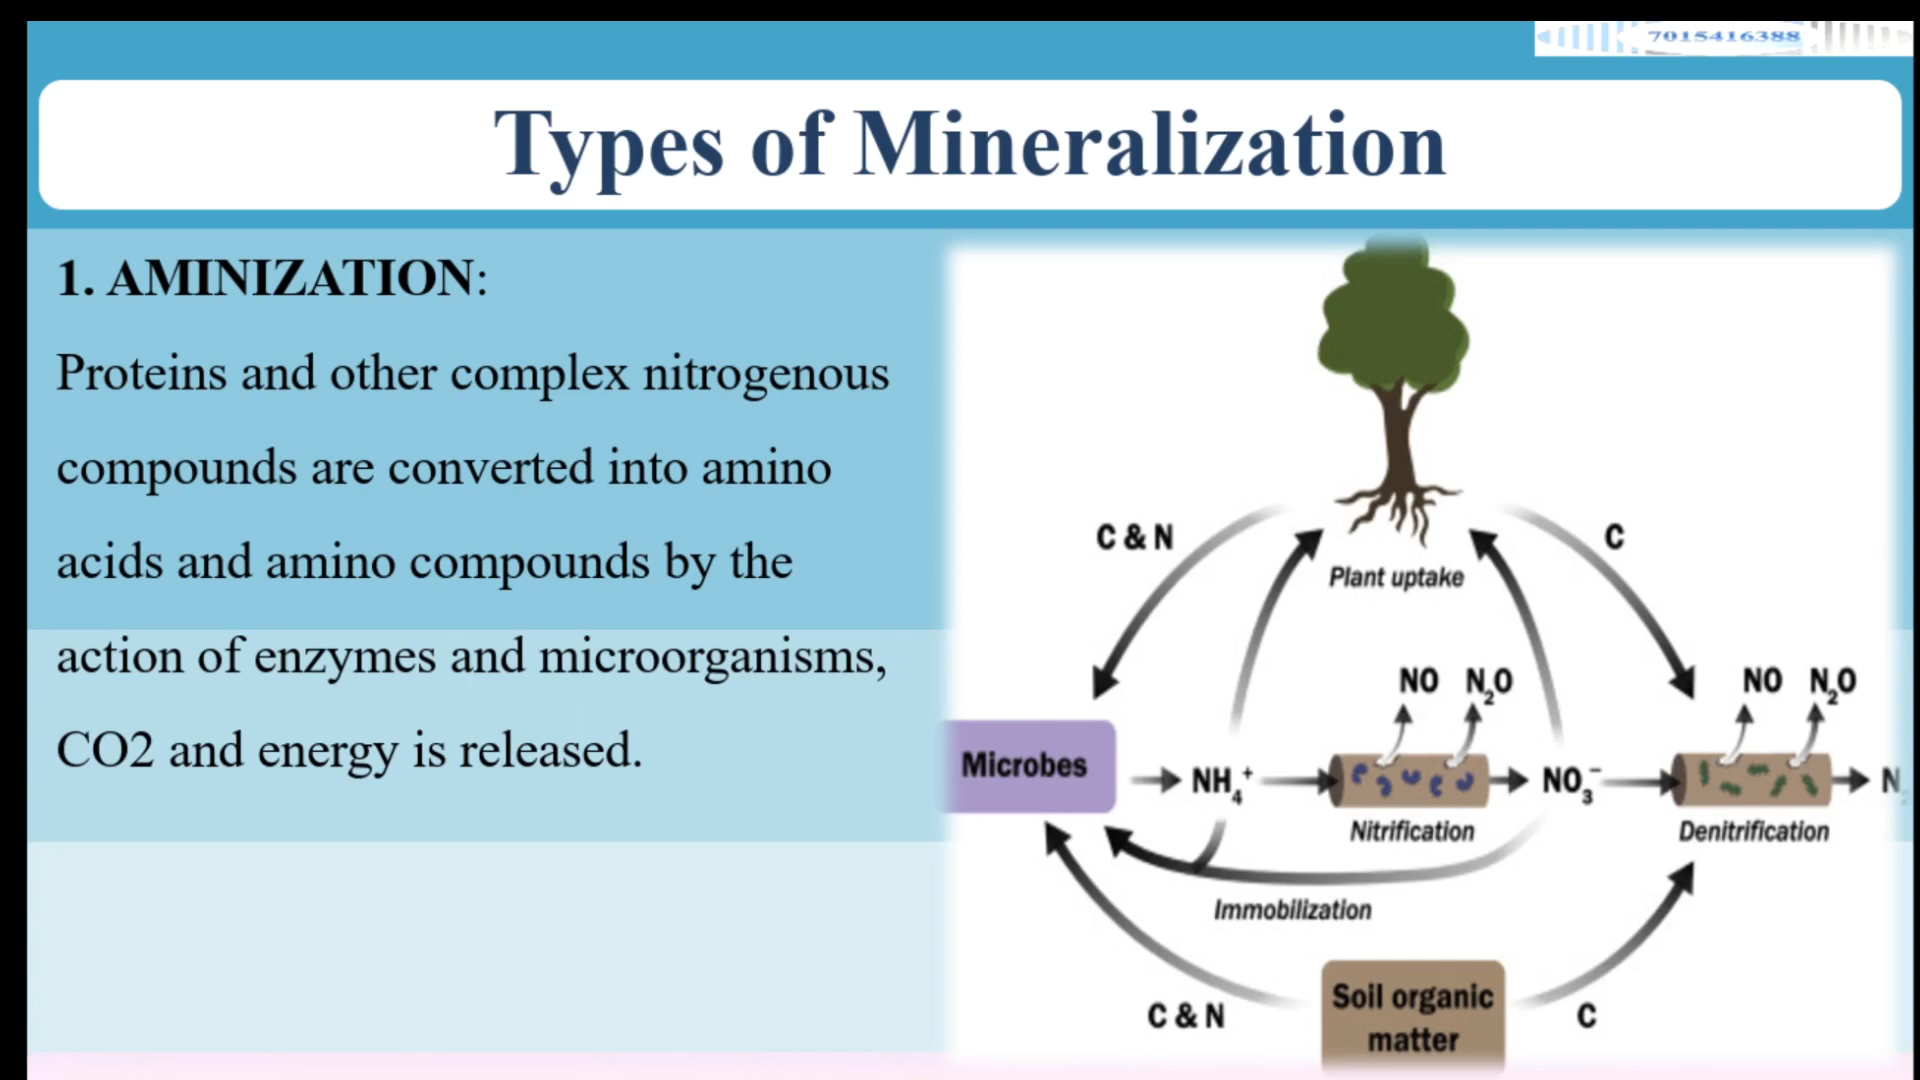 7015416388
Types of Mineralization
1. AMINIZATION:
Proteins and other complex nitrogenous
compounds are converted into amino
acids and amino compounds by the
action of enzymes and microorganisms,
CO2 and energy is released.
C & N
C
Plant uptake
NO N₂O
NO N₂O
Microbes
NH₄⁺
NO₃⁻
N
Nitrification
Denitrification
Immobilization
C & N
Soil organic
matter
C